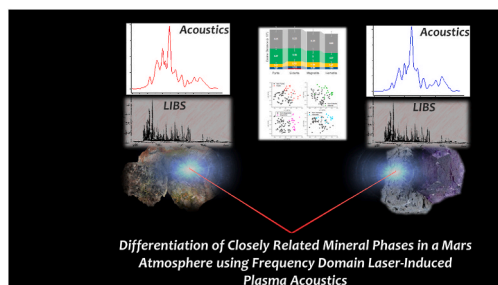 Acoustics
Acoustics
LIBS
LIBS
Differentiation of Closely Related Mineral Phases in a Mars
Atmosphere using Frequency Domain Laser-Induced
Plasma Acoustics